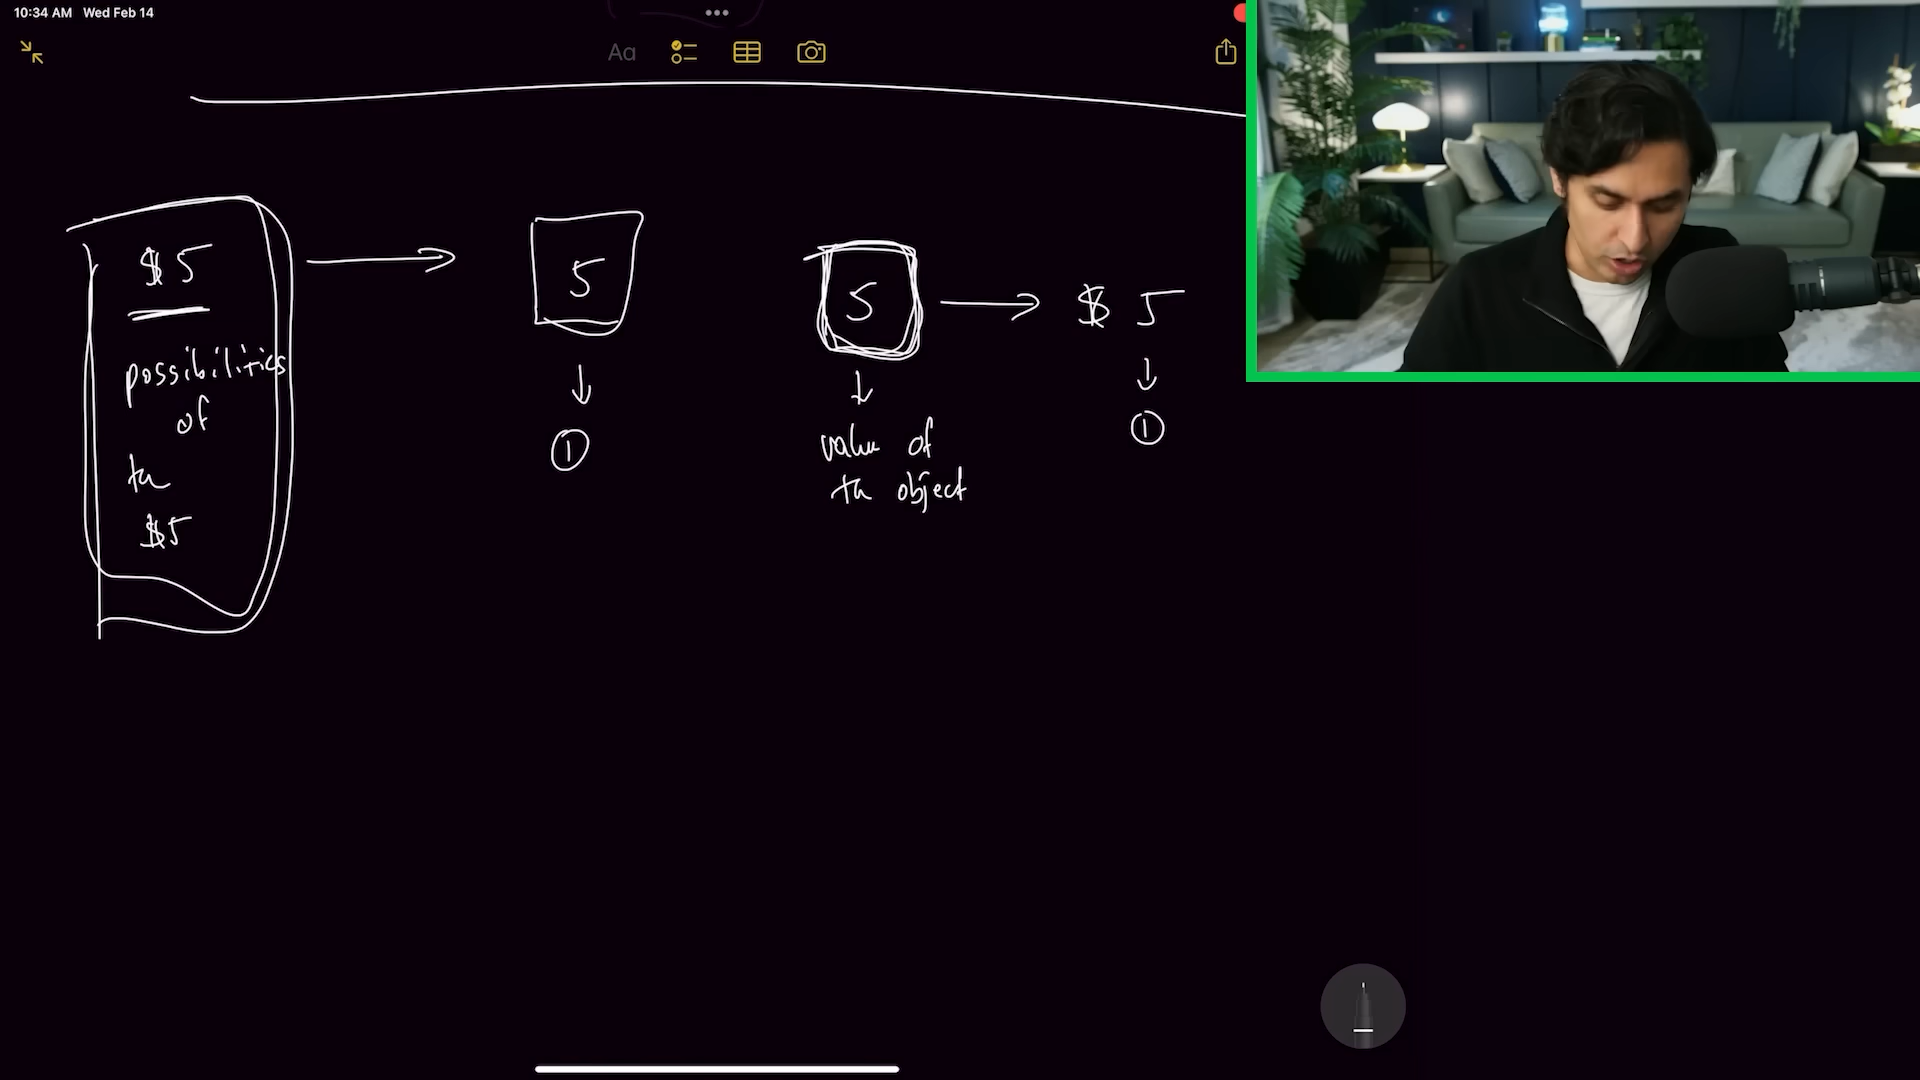 10:34 AM Wed Feb 14
Aa
$5
possibilities
of
the
$5
5
1
5
value of
the object
$ 5
1